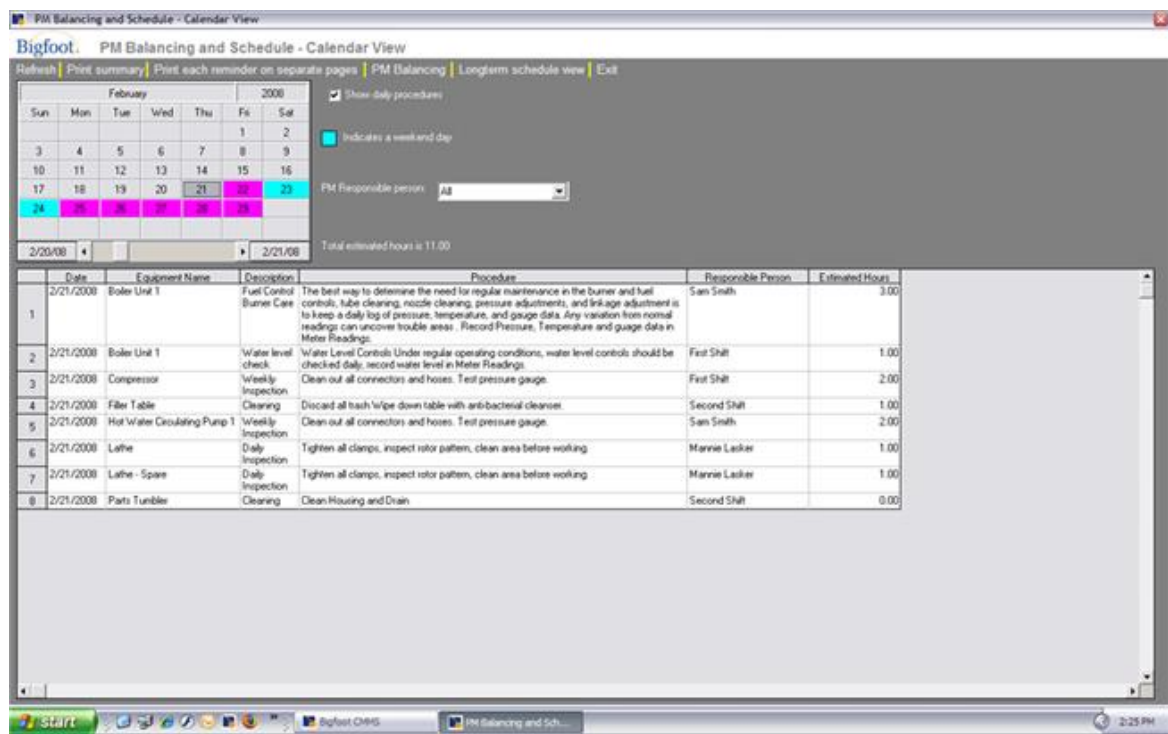 PM Balancing and Schedule - Calendar View
Bigfoot. PM Balancing and Schedule - Calendar View
Refresh Print summary Print each reminder on separate pages PM Balancing Longterm schedule view Exit
February 2008
Show daily procedures
Sun Mon Tue Wed Thu Fri Sat
1 2
Indicates a weekend day
3 4 5 6 7 8 9
10 11 12 13 14 15 16
17 18 19 20 21 22 23
PM Responsible person: All
24 25 26 27 28 29
2/20/08 2/21/08
Total estimated hours is 11.00
Date Equipment Name Description Procedure Responsible Person Estimated Hours
1 2/21/2008 Boiler Unit 1 Fuel Control The best way to determine the need for regular maintenance in the burner and fuel Sam Smith 3.00
Burner Care controls, tube cleaning, nozzle cleaning, pressure adjustments, and linkage adjustment is
to keep a daily log of pressure, temperature, and gauge data. Any variation from normal
readings can uncover trouble areas . Record Pressure, Temperature and guage data in
Meter Readings.
2 2/21/2008 Boiler Unit 1 Water level Water Level Controls Under regular operating conditions, water level controls should be First Shift 1.00
check checked daily, record water level in Meter Readings.
3 2/21/2008 Compressor Weekly Clean out all connectors and hoses. Test pressure gauge. First Shift 2.00
Inspection
4 2/21/2008 Filler Table Cleaning Discard all trash Wipe down table with anti-bacterial cleanser. Second Shift 1.00
5 2/21/2008 Hot Water Circulating Pump 1 Weekly Clean out all connectors and hoses. Test pressure gauge. Sam Smith 2.00
Inspection
6 2/21/2008 Lathe Daily Tighten all clamps, inspect rotor pattern, clean area before working. Mannie Lasker 1.00
Inspection
7 2/21/2008 Lathe - Spare Daily Tighten all clamps, inspect rotor pattern, clean area before working. Mannie Lasker 1.00
Inspection
8 2/21/2008 Parts Tumbler Cleaning Clean Housing and Drain Second Shift 0.00
start Bigfoot CMMS PM Balancing and Sch... 2:25 PM